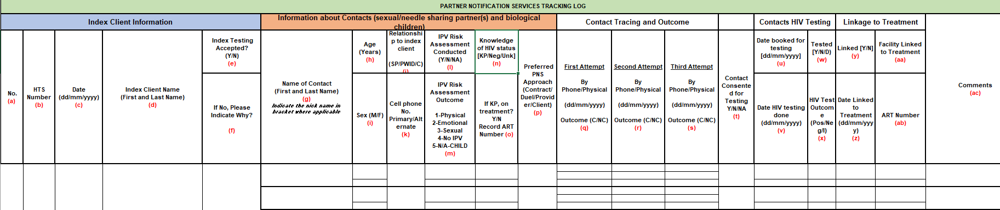 PARTNER NOTIFICATION SERVICES TRACKING LOG
Index Client Information
Information about Contacts (sexual/needle sharing partner(s) and biological
children)
Contact Tracing and Outcome
Contacts HIV Testing
Linkage to Treatment
No.
(a)
HTS
Number
(b)
Date
(dd/mm/yyyy)
(c)
Index Client Name
(First and Last Name)
(d)
Index Testing
Accepted?
(Y/N)
(e)
If No, Please
Indicate Why?
(f)
Name of Contact
(First and Last Name)
(g)
Indicate the nick name in
bracket where applicable
Age
(Years)
(h)
Sex (M/F)
(i)
Relationshi
p to index
client
(SP/PWID/C)
(j)
Cell phone
No.
Primary/Alt
ernate
(k)
IPV Risk
Assessment
Conducted
(Y/N/NA)
(l)
IPV Risk
Assessment
Outcome
1-Physical
2-Emotional
3-Sexual
4-No IPV
5-N/A-CHILD
(m)
Knowledge
of HIV status
[KP/Neg/Unk]
(n)
If KP, on
treatment?
Y/N
Record ART
Number (o)
Preferred
PNS
Approach
(Contract/
Duel/Provid
er/Client)
(p)
First Attempt
By
Phone/Physical
(dd/mm/yyyy)
Outcome (C/NC)
(q)
Second Attempt
By
Phone/Physical
(dd/mm/yyyy)
Outcome (C/NC)
(r)
Third Attempt
By
Phone/Physical
(dd/mm/yyyy)
Outcome (C/NC)
(s)
Contact
Consente
d for
Testing
Y/N/NA
(t)
Date booked for
testing
[dd/mm/yyyy]
(u)
Date HIV testing
done
(dd/mm/yyyy)
(v)
Tested
[Y/N/D)
(w)
HIV Test
Outcom
e
(Pos/Ne
g/I)
(x)
Linked [Y/N]
(y)
Date Linked
to
Treatment
(dd/mm/yyy
y)
(z)
Facility Linked
to Treatment
(aa)
ART Number
(ab)
Comments
(ac)